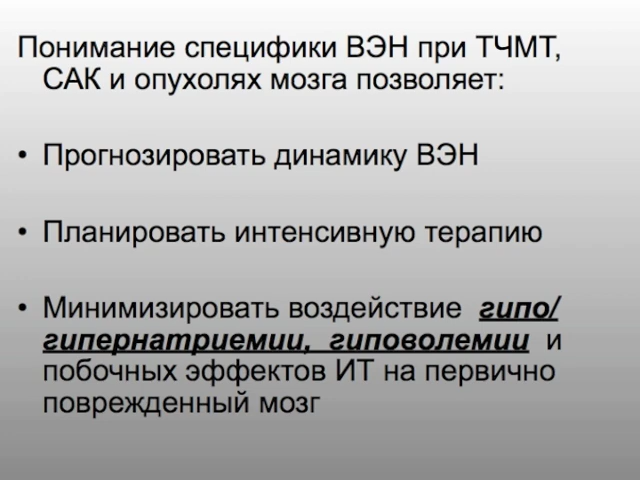 Понимание специфики ВЭН при ТЧМТ,
САК и опухолях мозга позволяет:
• Прогнозировать динамику ВЭН
• Планировать интенсивную терапию
• Минимизировать воздействие гипо/
гипернатриемии, гиповолемии и
побочных эффектов ИТ на первично
поврежденный мозг